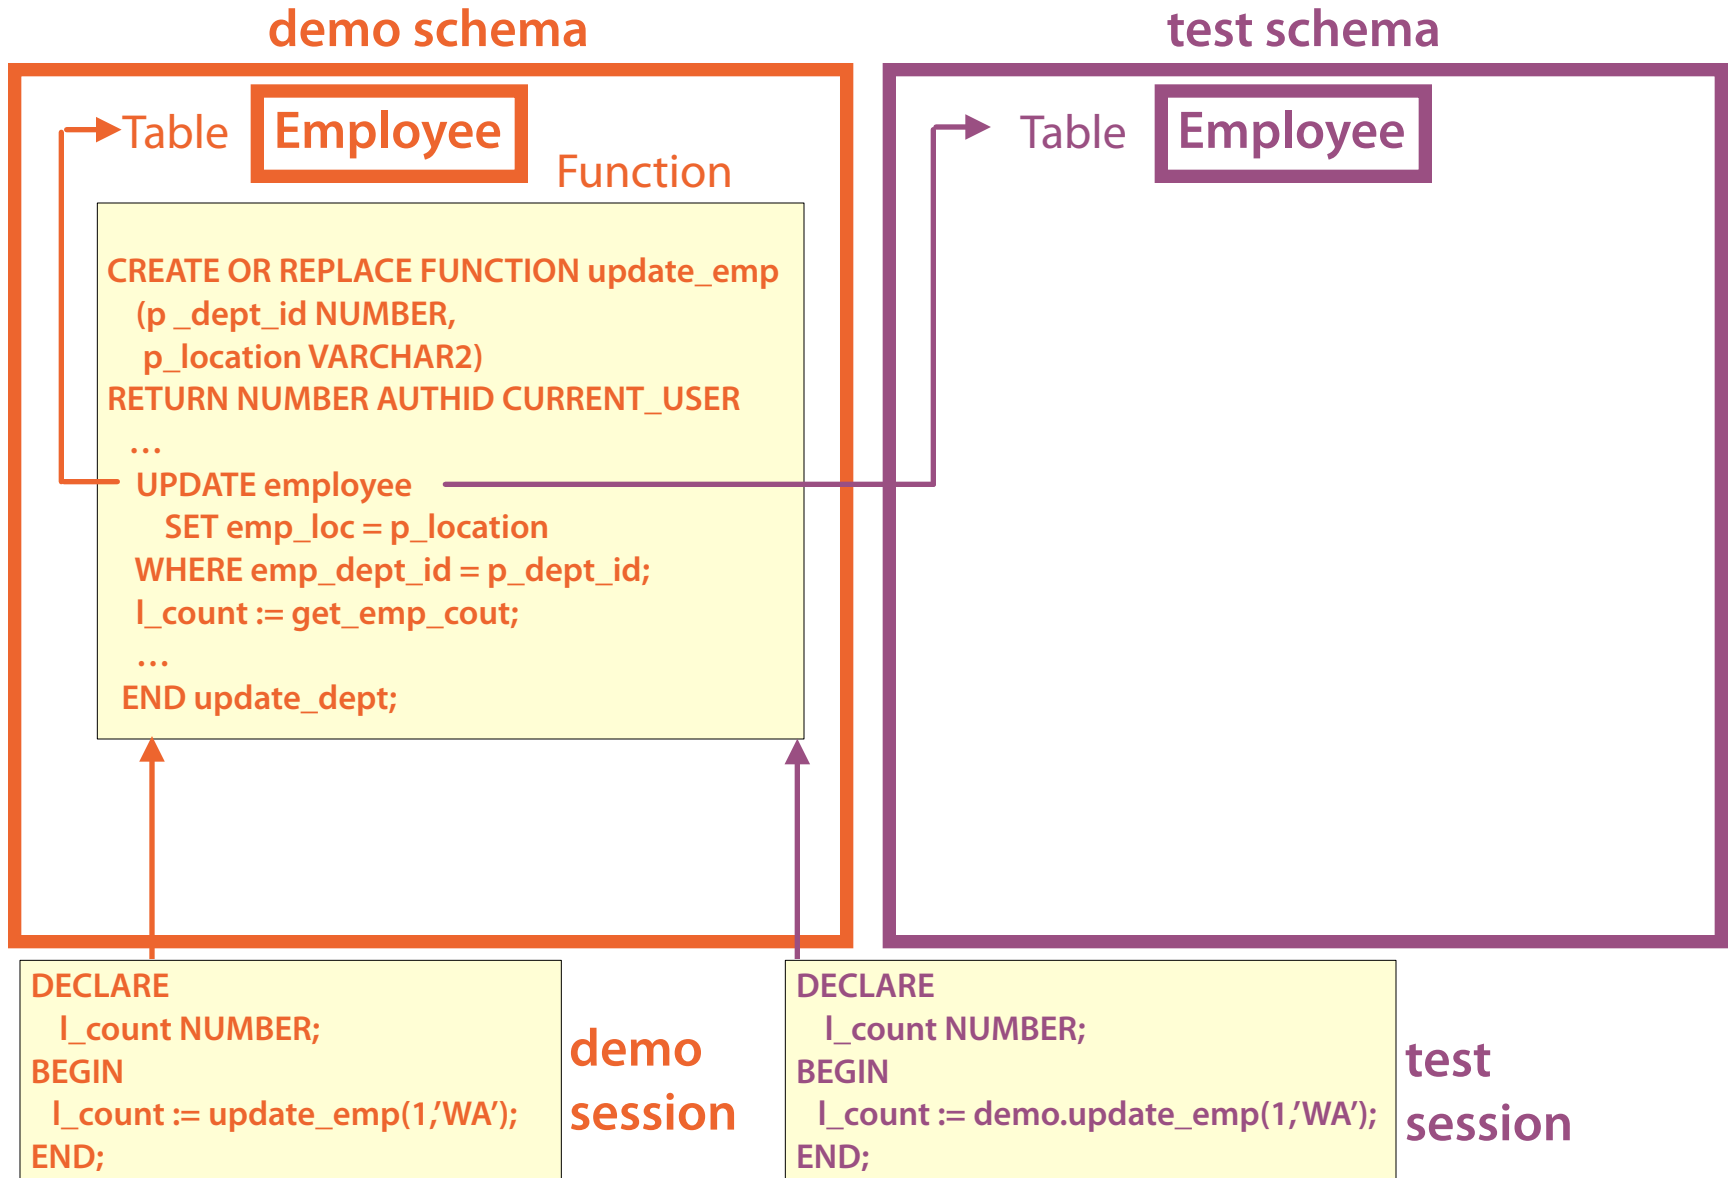 demo schema
test schema
Table Employee
Function
Table Employee
CREATE OR REPLACE FUNCTION update_emp
(p _dept_id NUMBER,
p_location VARCHAR2)
RETURN NUMBER AUTHID CURRENT_USER
…
UPDATE employee
SET emp_loc = p_location
WHERE emp_dept_id = p_dept_id;
l_count := get_emp_cout;
…
END update_dept;
DECLARE
l_count NUMBER;
BEGIN
l_count := update_emp(1,’WA’);
END;
demo
session
DECLARE
l_count NUMBER;
BEGIN
l_count := demo.update_emp(1,’WA’);
END;
test
session